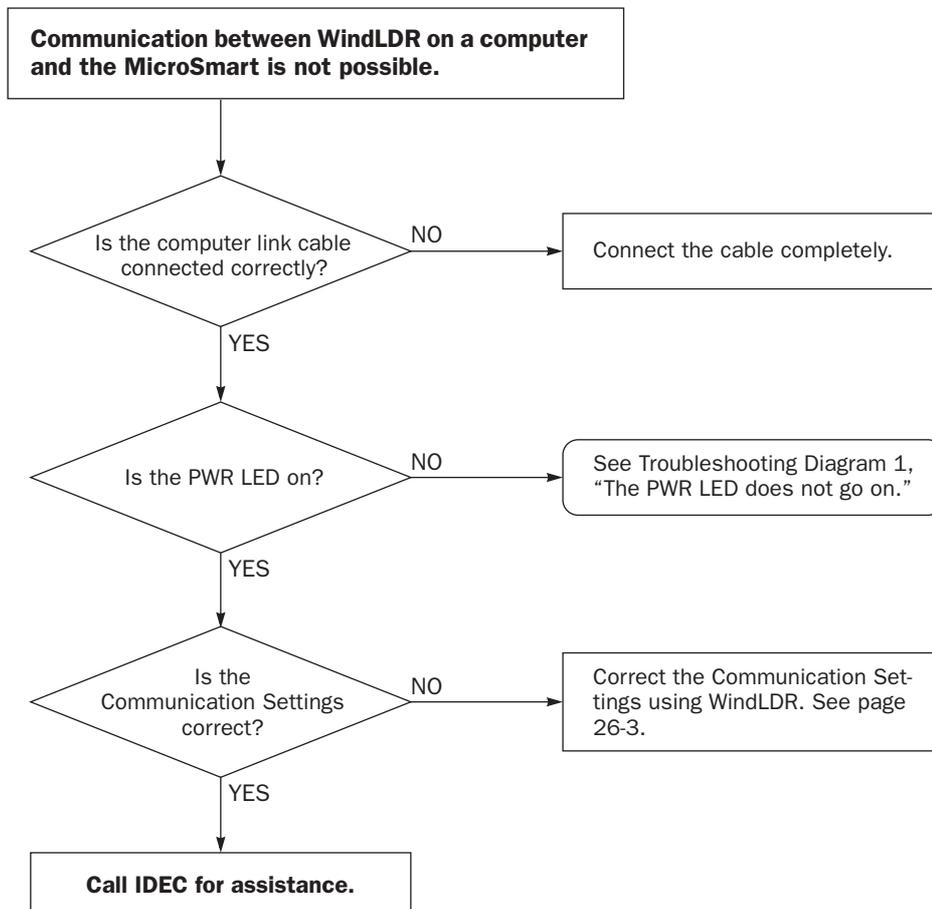 Communication between WindLDR on a computer
and the MicroSmart is not possible.
Is the computer link cable
connected correctly?
NO
Connect the cable completely.
YES
Is the PWR LED on?
NO
See Troubleshooting Diagram 1,
“The PWR LED does not go on.”
YES
Is the
Communication Settings
correct?
NO
Correct the Communication Set-
tings using WindLDR. See page
26-3.
YES
Call IDEC for assistance.